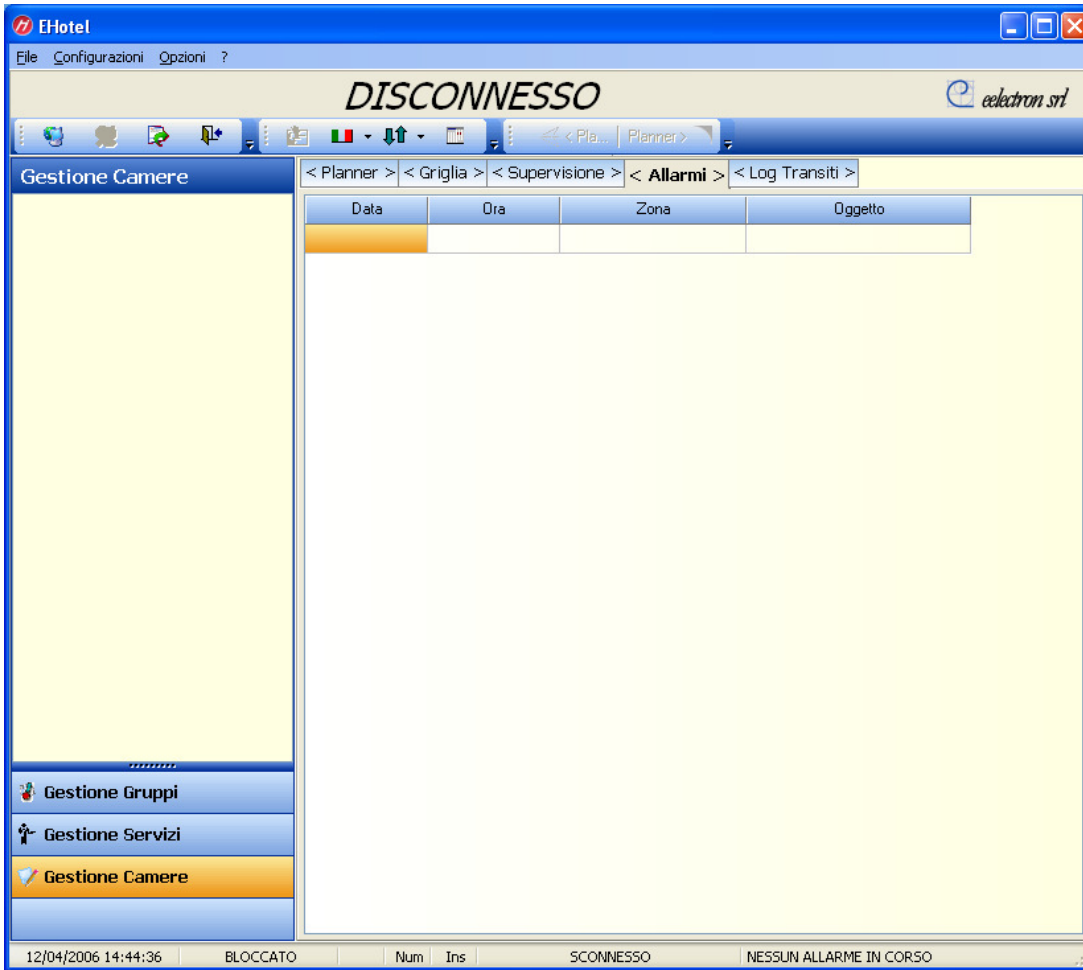 EHotel
File Configurazioni Opzioni ?
DISCONNESSO
eelectron srl
< Pla... Planner >
Gestione Camere
< Planner > < Griglia > < Supervisione > < Allarmi > < Log Transiti >
Data Ora Zona Oggetto
Gestione Gruppi
Gestione Servizi
Gestione Camere
12/04/2006 14:44:36 BLOCCATO Num Ins SCONNESSO NESSUN ALLARME IN CORSO